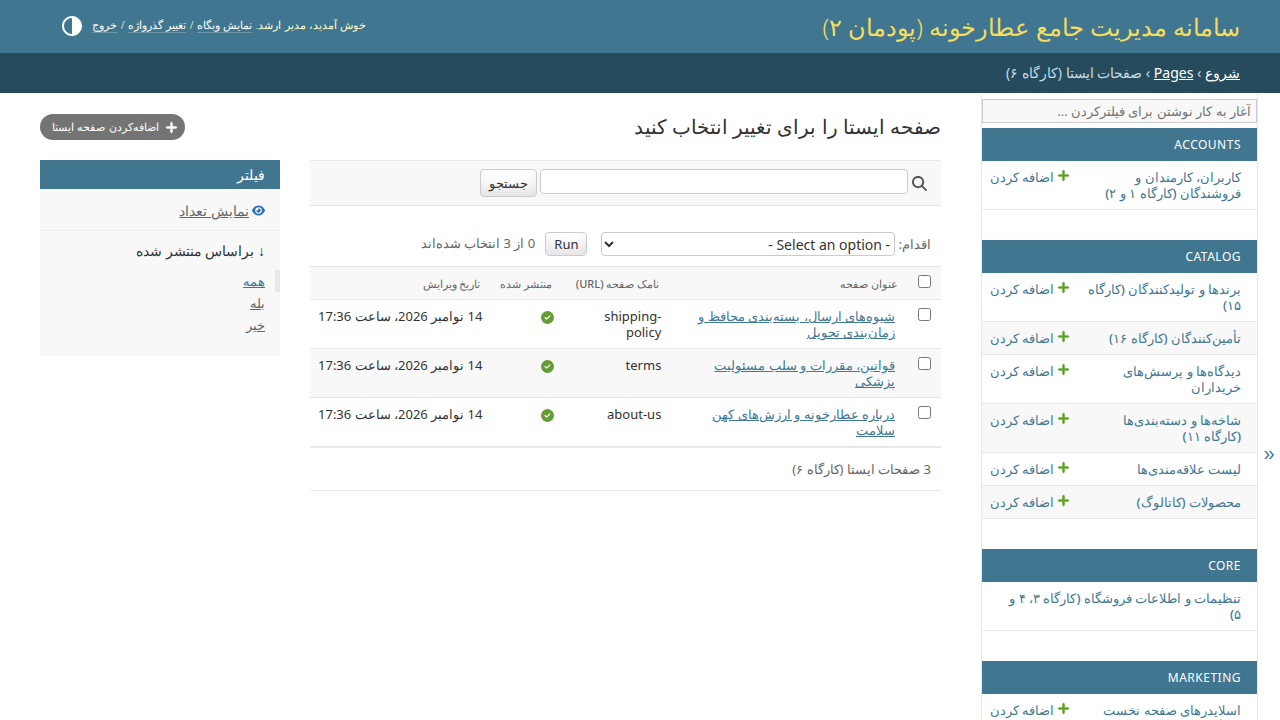 سامانه مدیریت جامع عطارخونه (پودمان ۲)
خوش آمدید، مدیر ارشد. نمایش وبگاه / تغییر گذرواژه / خروج
شروع › Pages › صفحات ایستا (کارگاه ۶)
آغار به کار نوشتن برای فیلترکردن ...
ACCOUNTS
کاربران، کارمندان و
فروشندگان (کارگاه ۱ و ۲)
اضافه کردن
CATALOG
برندها و تولیدکنندگان (کارگاه
۱۵)
اضافه کردن
تأمین‌کنندگان (کارگاه ۱۶)
اضافه کردن
دیدگاه‌ها و پرسش‌های
خریداران
اضافه کردن
شاخه‌ها و دسته‌بندی‌ها
(کارگاه ۱۱)
اضافه کردن
لیست علاقه‌مندی‌ها
اضافه کردن
محصولات (کاتالوگ)
اضافه کردن
CORE
تنظیمات و اطلاعات فروشگاه (کارگاه ۳، ۴ و
۵)
MARKETING
اسلایدرهای صفحه نخست
اضافه کردن
»
صفحه ایستا را برای تغییر انتخاب کنید
اضافه‌کردن صفحه ایستا
جستجو
اقدام: - Select an option - Run 0 از 3 انتخاب شده‌اند
عنوان صفحه نامک صفحه (URL) منتشر شده تاریخ ویرایش
شیوه‌های ارسال، بسته‌بندی محافظ و
زمان‌بندی تحویل
shipping-
policy
14 نوامبر 2026، ساعت 17:36
قوانین، مقررات و سلب مسئولیت
پزشکی
terms
14 نوامبر 2026، ساعت 17:36
درباره عطارخونه و ارزش‌های کهن
سلامت
about-us
14 نوامبر 2026، ساعت 17:36
3 صفحات ایستا (کارگاه ۶)
فیلتر
نمایش تعداد
↓ براساس منتشر شده
همه
بله
خیر